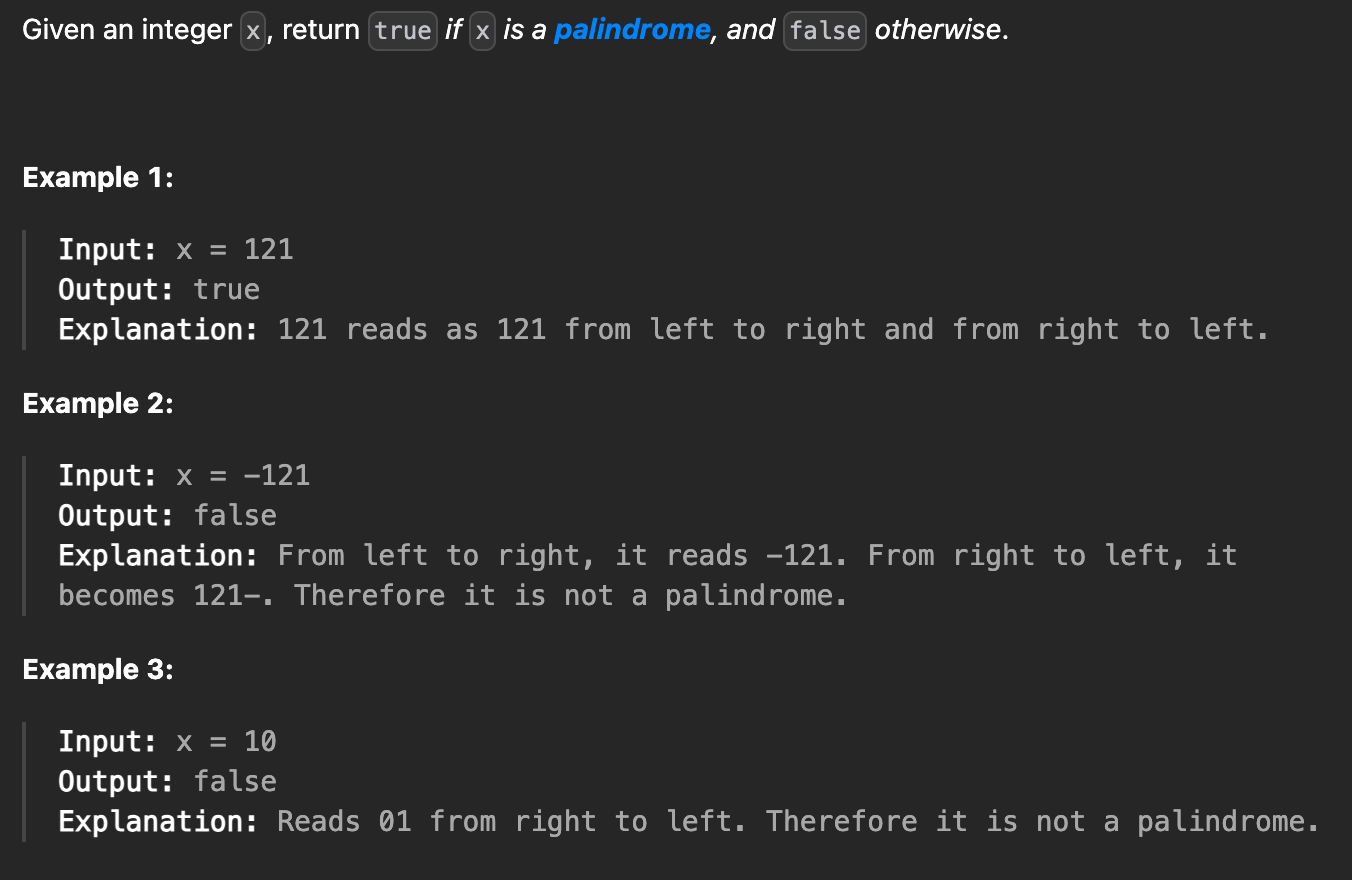 Given an integer x, return true if x is a palindrome, and false otherwise.
Example 1:
Input: x = 121
Output: true
Explanation: 121 reads as 121 from left to right and from right to left.
Example 2:
Input: x = -121
Output: false
Explanation: From left to right, it reads -121. From right to left, it
becomes 121-. Therefore it is not a palindrome.
Example 3:
Input: x = 10
Output: false
Explanation: Reads 01 from right to left. Therefore it is not a palindrome.